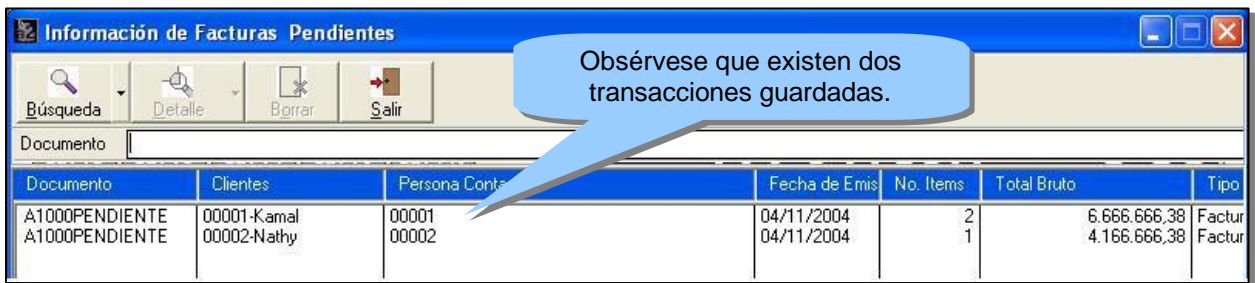 Información de Facturas Pendientes
Obsérvese que existen dos
transacciones guardadas.
Búsqueda Detalle Borrar Salir
Documento
Documento Clientes Persona Conta Fecha de Emis No. Items Total Bruto Tipo
A1000PENDIENTE 00001-Kamal 00001 04/11/2004 2 6.666.666,38 Factur
A1000PENDIENTE 00002-Nathy 00002 04/11/2004 1 4.166.666,38 Factur